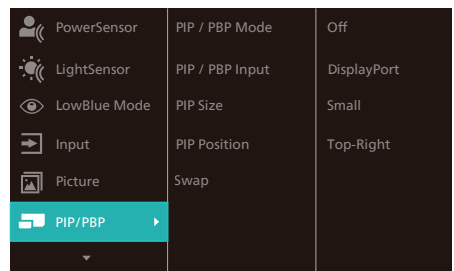 PowerSensor
LightSensor
LowBlue Mode
Input
Picture
PIP/PBP
PIP / PBP Mode
PIP / PBP Input
PIP Size
PIP Position
Swap
Off
DisplayPort
Small
Top-Right